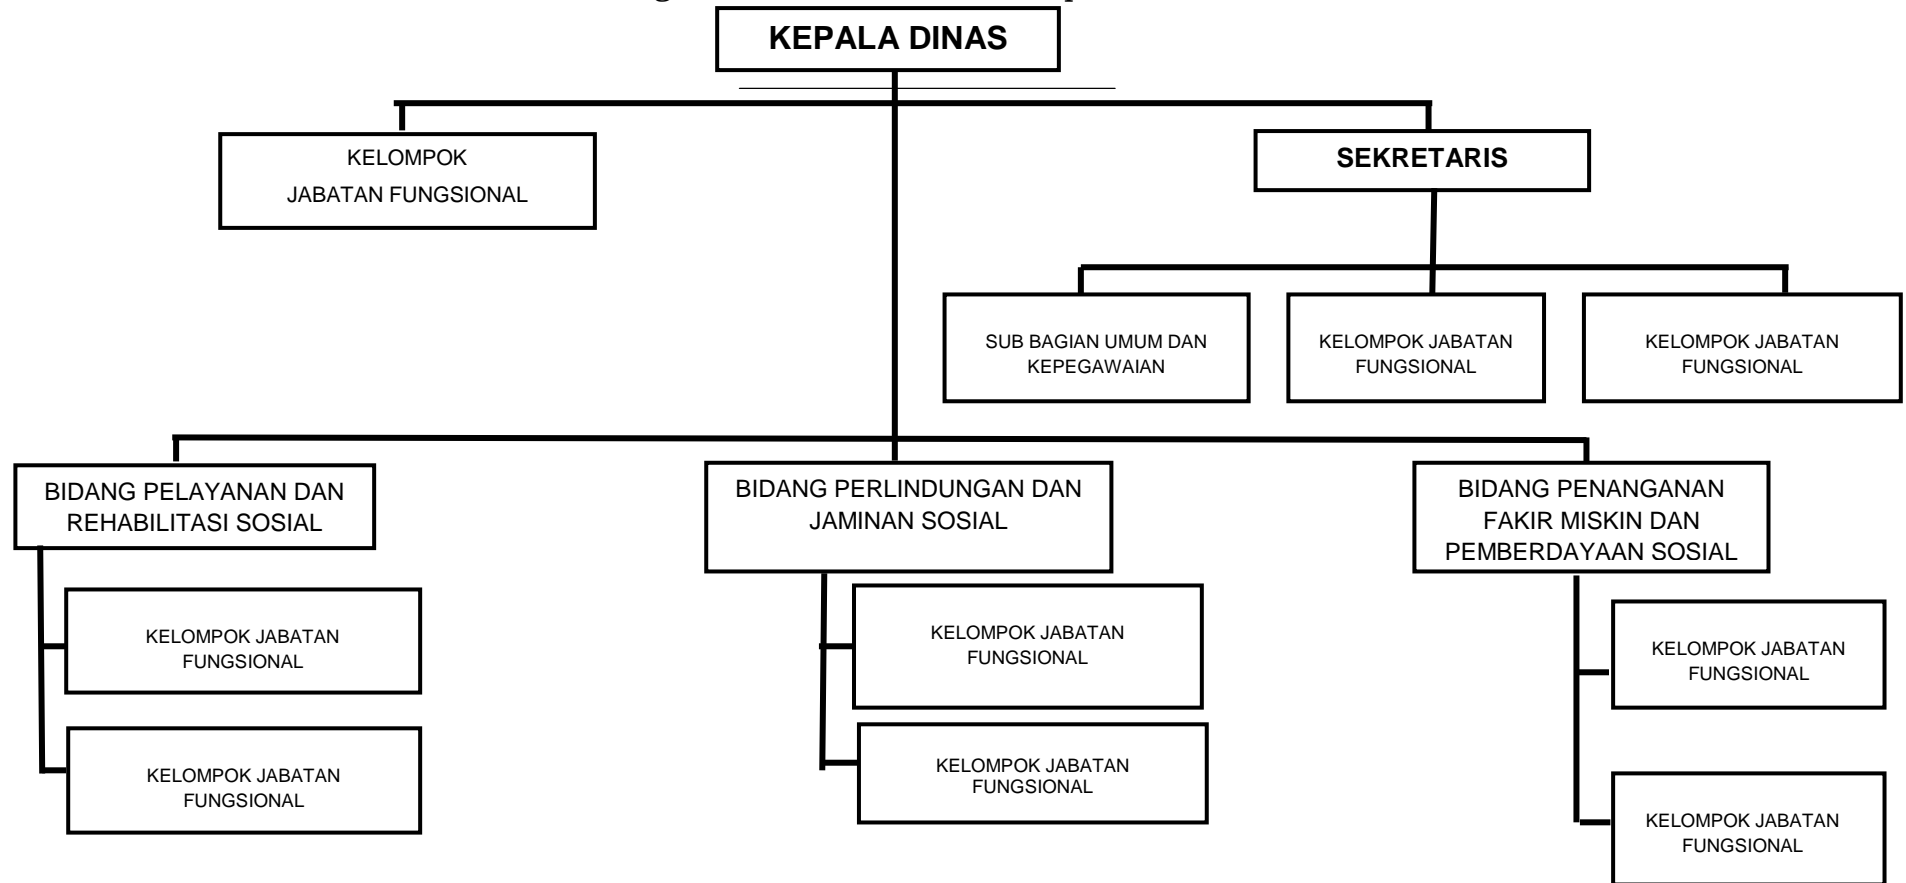 KEPALA DINAS
KELOMPOK
JABATAN FUNGSIONAL
SEKRETARIS
SUB BAGIAN UMUM DAN
KEPEGAWAIAN
KELOMPOK JABATAN
FUNGSIONAL
KELOMPOK JABATAN
FUNGSIONAL
BIDANG PELAYANAN DAN
REHABILITASI SOSIAL
BIDANG PERLINDUNGAN DAN
JAMINAN SOSIAL
BIDANG PENANGANAN
FAKIR MISKIN DAN
PEMBERDAYAAN SOSIAL
KELOMPOK JABATAN
FUNGSIONAL
KELOMPOK JABATAN
FUNGSIONAL
KELOMPOK JABATAN
FUNGSIONAL
KELOMPOK JABATAN
FUNGSIONAL
KELOMPOK JABATAN
FUNGSIONAL
KELOMPOK JABATAN
FUNGSIONAL